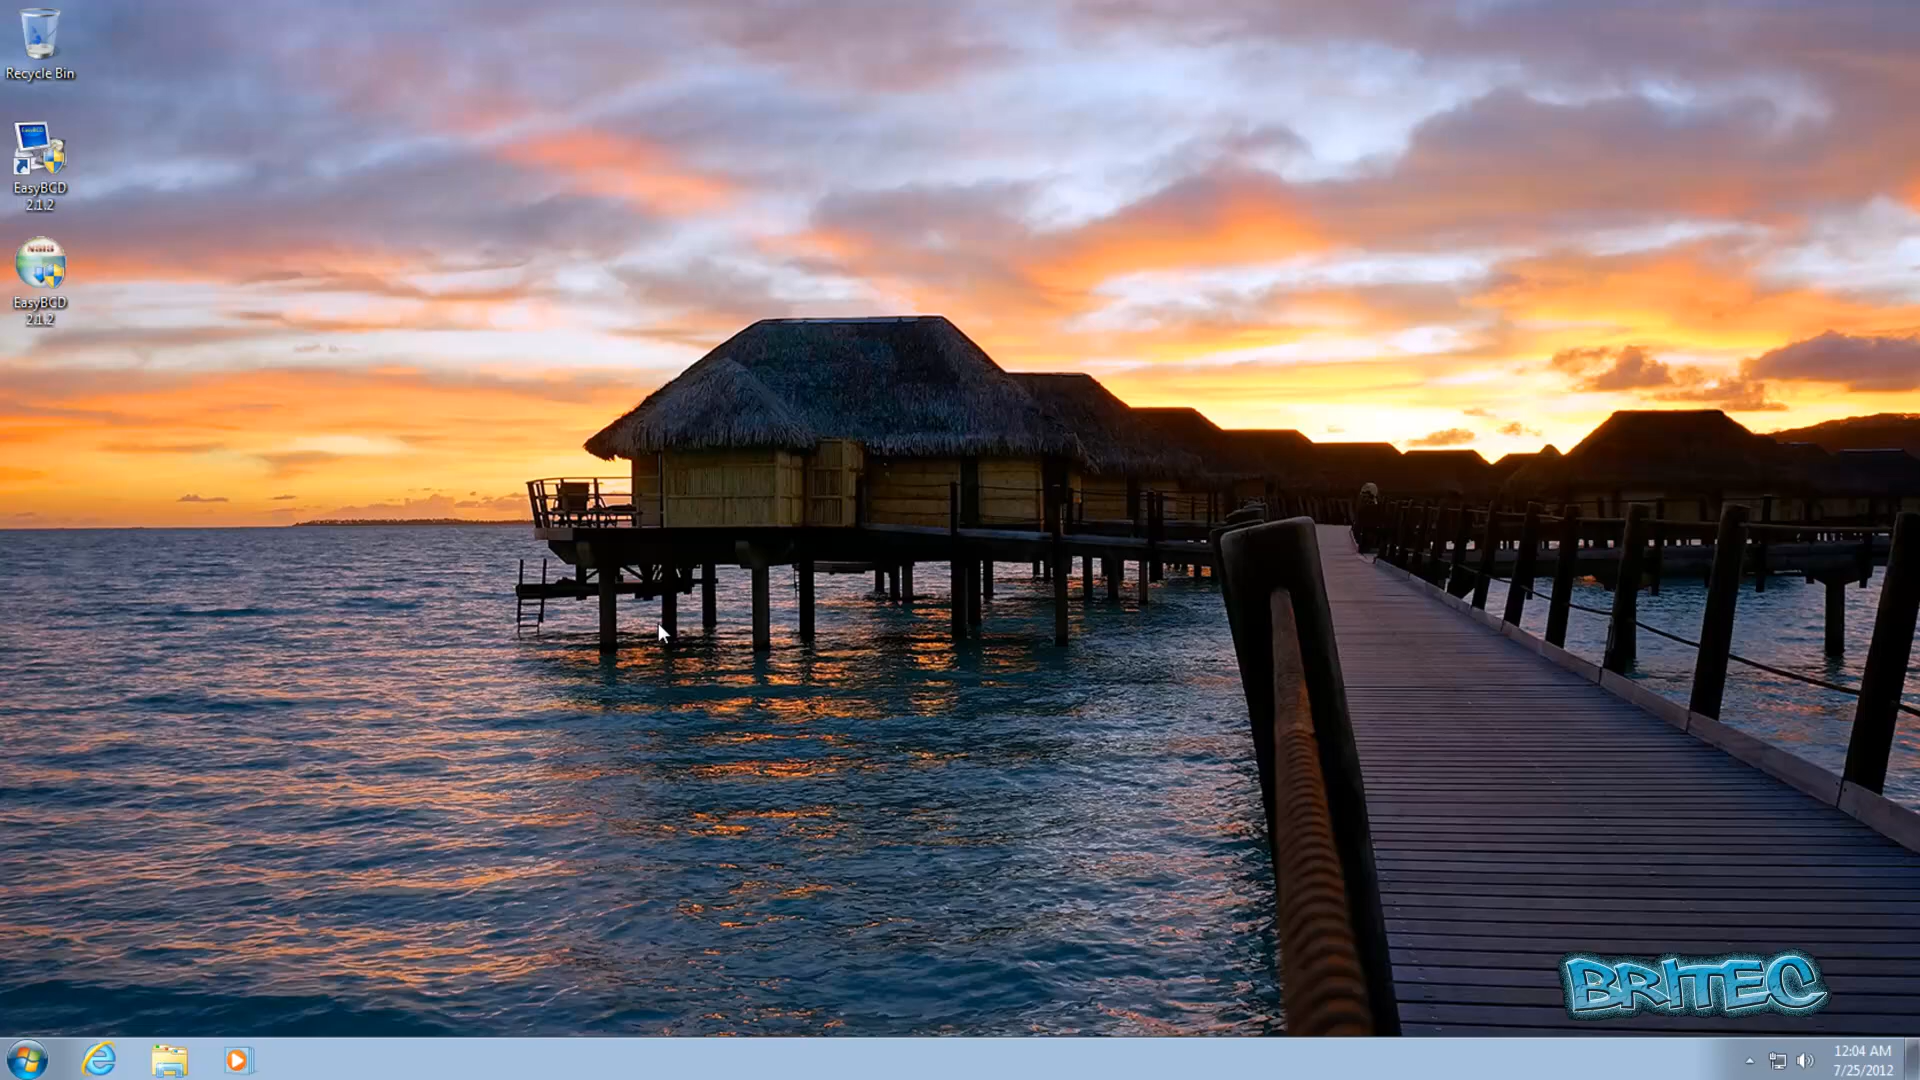 Recycle Bin
EasyBCD
2.1.2
EasyBCD
2.1.2
BRITEC
12:04 AM
7/25/2012